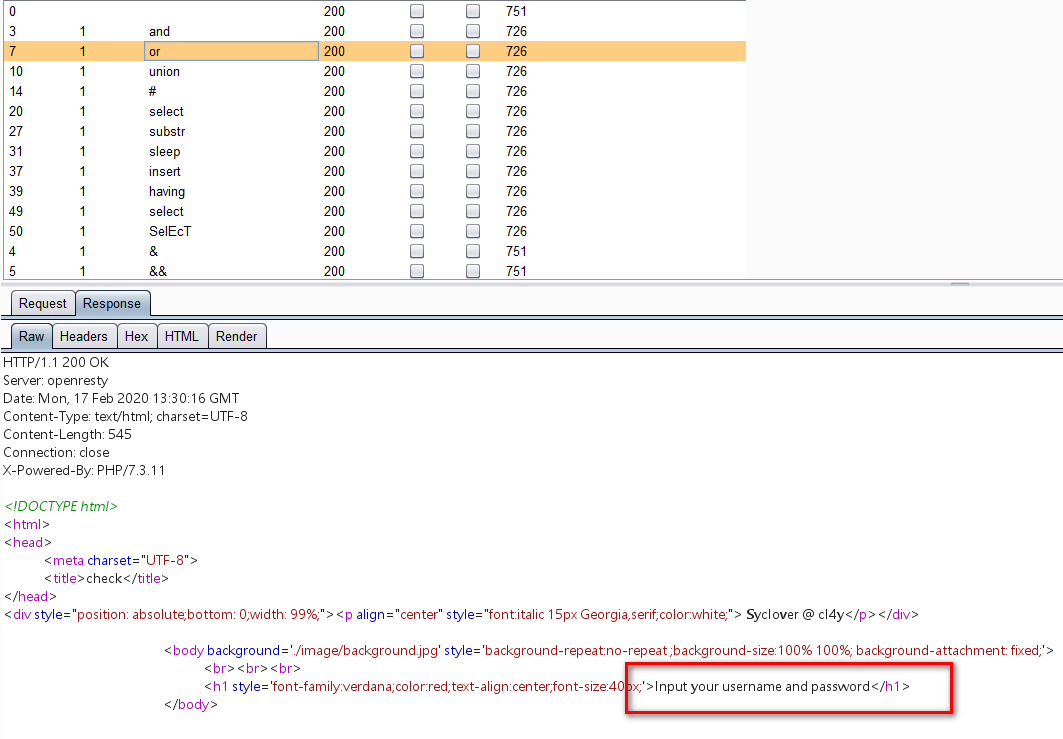 0 200 751
3 1 and 200 726
7 1 or 200 726
10 1 union 200 726
14 1 # 200 726
20 1 select 200 726
27 1 substr 200 726
31 1 sleep 200 726
37 1 insert 200 726
39 1 having 200 726
49 1 select 200 726
50 1 SelEcT 200 726
4 1 & 200 751
5 1 && 200 751
Request Response
Raw Headers Hex HTML Render
HTTP/1.1 200 OK
Server: openresty
Date: Mon, 17 Feb 2020 13:30:16 GMT
Content-Type: text/html; charset=UTF-8
Content-Length: 545
Connection: close
X-Powered-By: PHP/7.3.11
<!DOCTYPE html>
<html>
<head>
<meta charset="UTF-8">
<title>check</title>
</head>
<div style="position: absolute;bottom: 0;width: 99%;"><p align="center" style="font:italic 15px Georgia,serif;color:white;"> Syclover @ cl4y</p></div>
<body background='./image/background.jpg' style='background-repeat:no-repeat ;background-size:100% 100%; background-attachment: fixed;'>
<br><br><br>
<h1 style='font-family:verdana;color:red;text-align:center;font-size:40px;'>Input your username and password</h1>
</body>